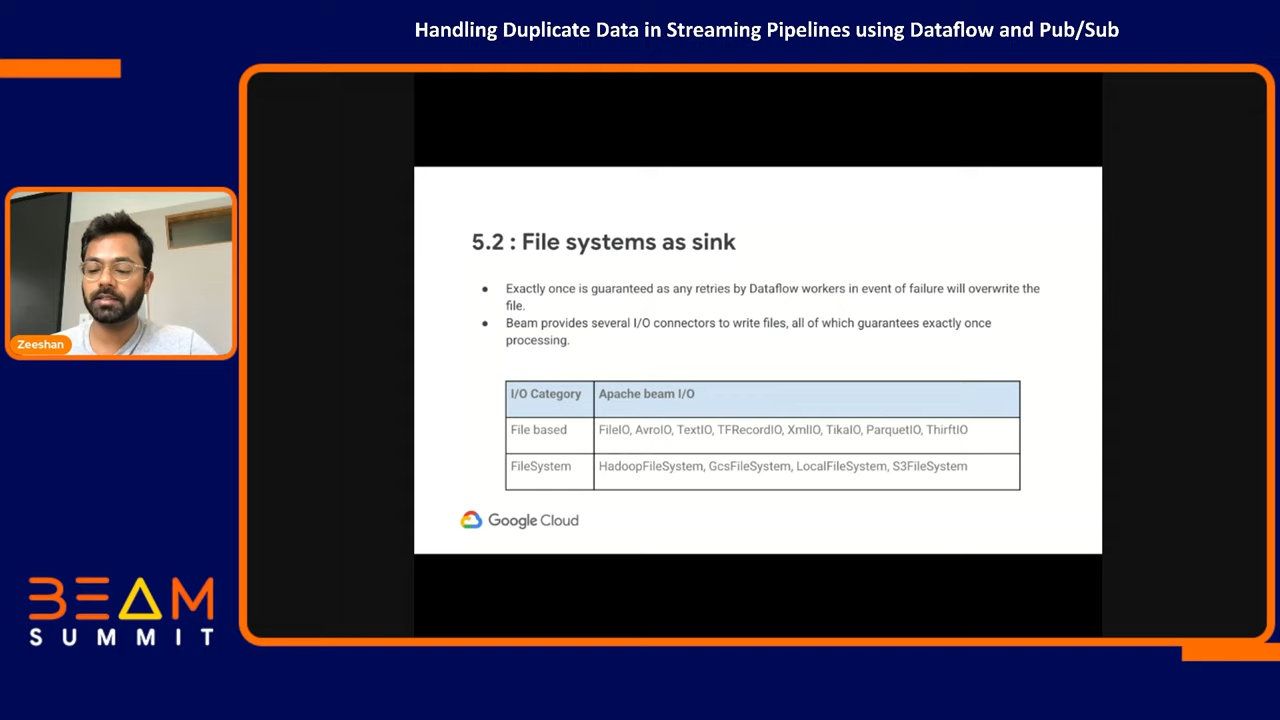 Handling Duplicate Data in Streaming Pipelines using Dataflow and Pub/Sub
Zeeshan
BEAM
SUMMIT
5.2 : File systems as sink
● Exactly once is guaranteed as any retries by Dataflow workers in event of failure will overwrite the
file.
● Beam provides several I/O connectors to write files, all of which guarantees exactly once
processing.
I/O Category Apache beam I/O
File based FileIO, AvroIO, TextIO, TFRecordIO, XmlIO, TikaIO, ParquetIO, ThirftIO
FileSystem HadoopFileSystem, GcsFileSystem, LocalFileSystem, S3FileSystem
Google Cloud